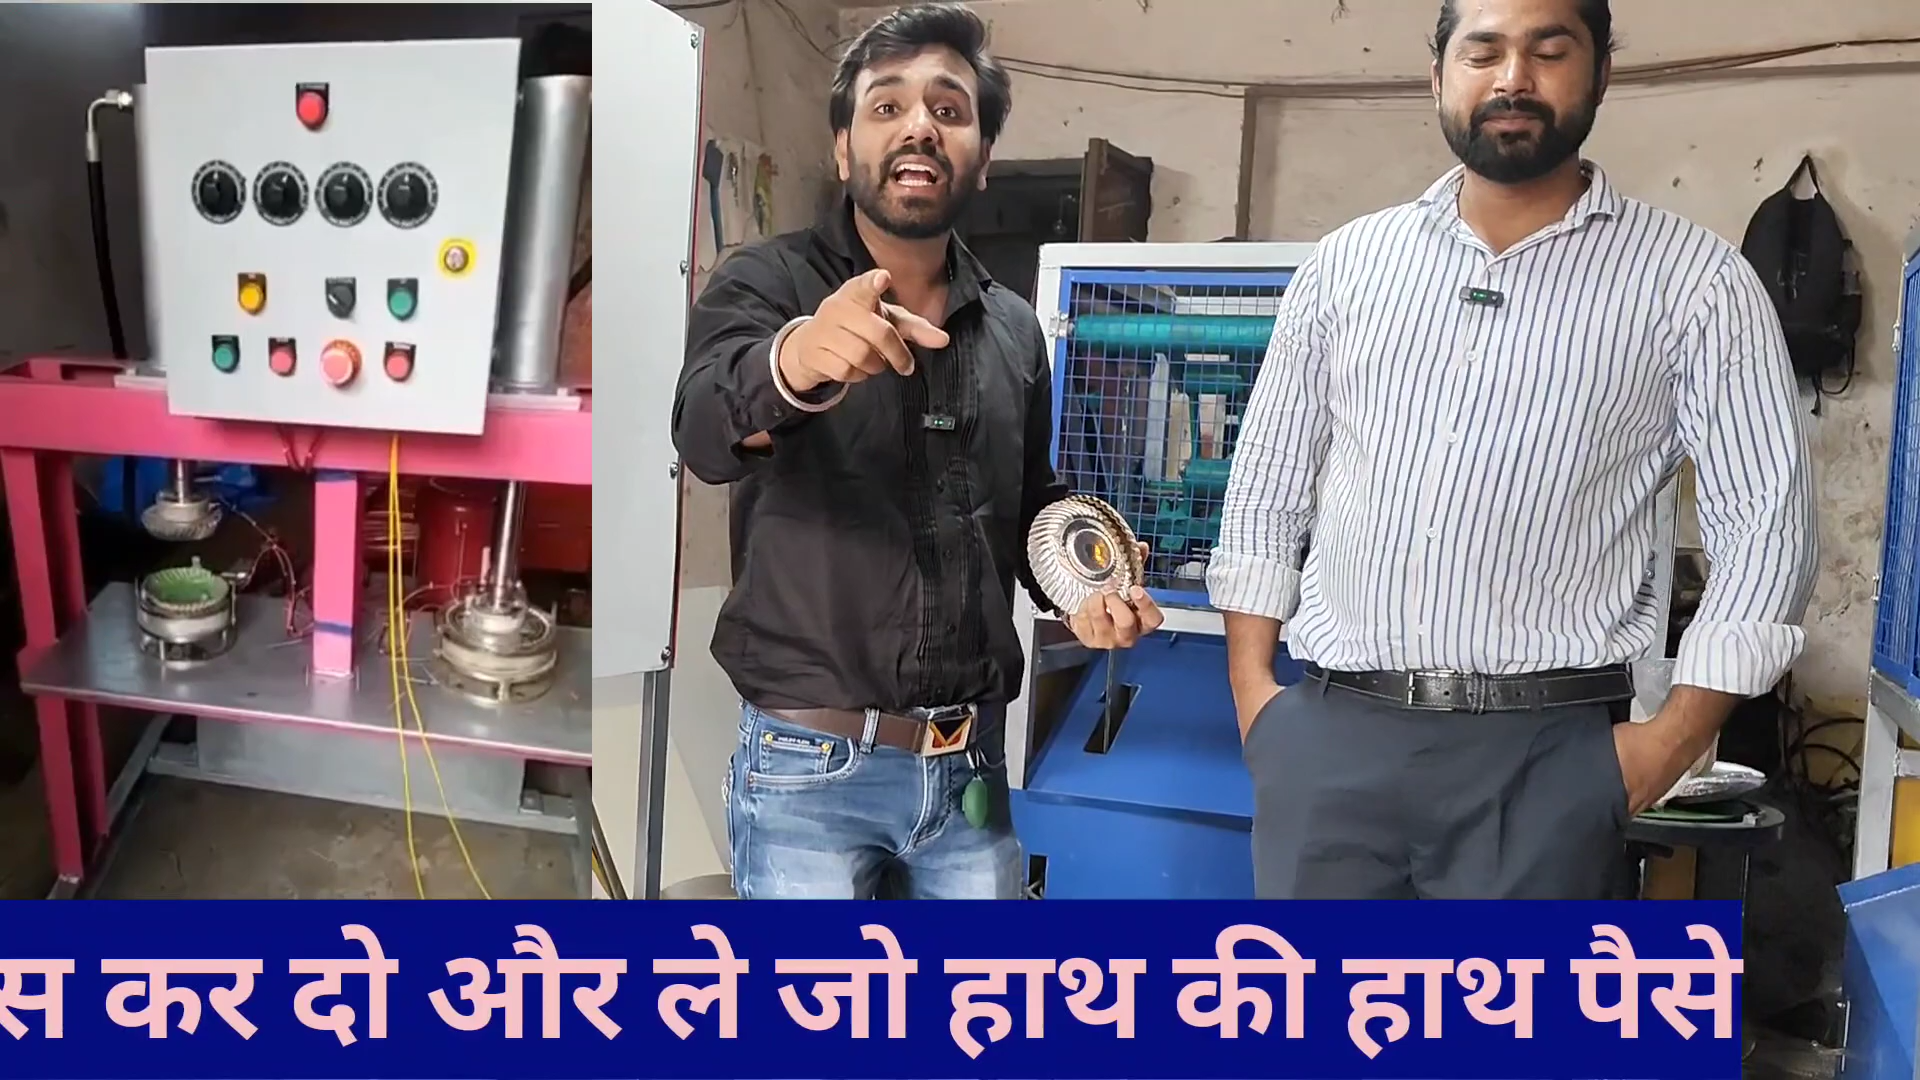 कर दो और ले जो हाथ की हाथ पैसे